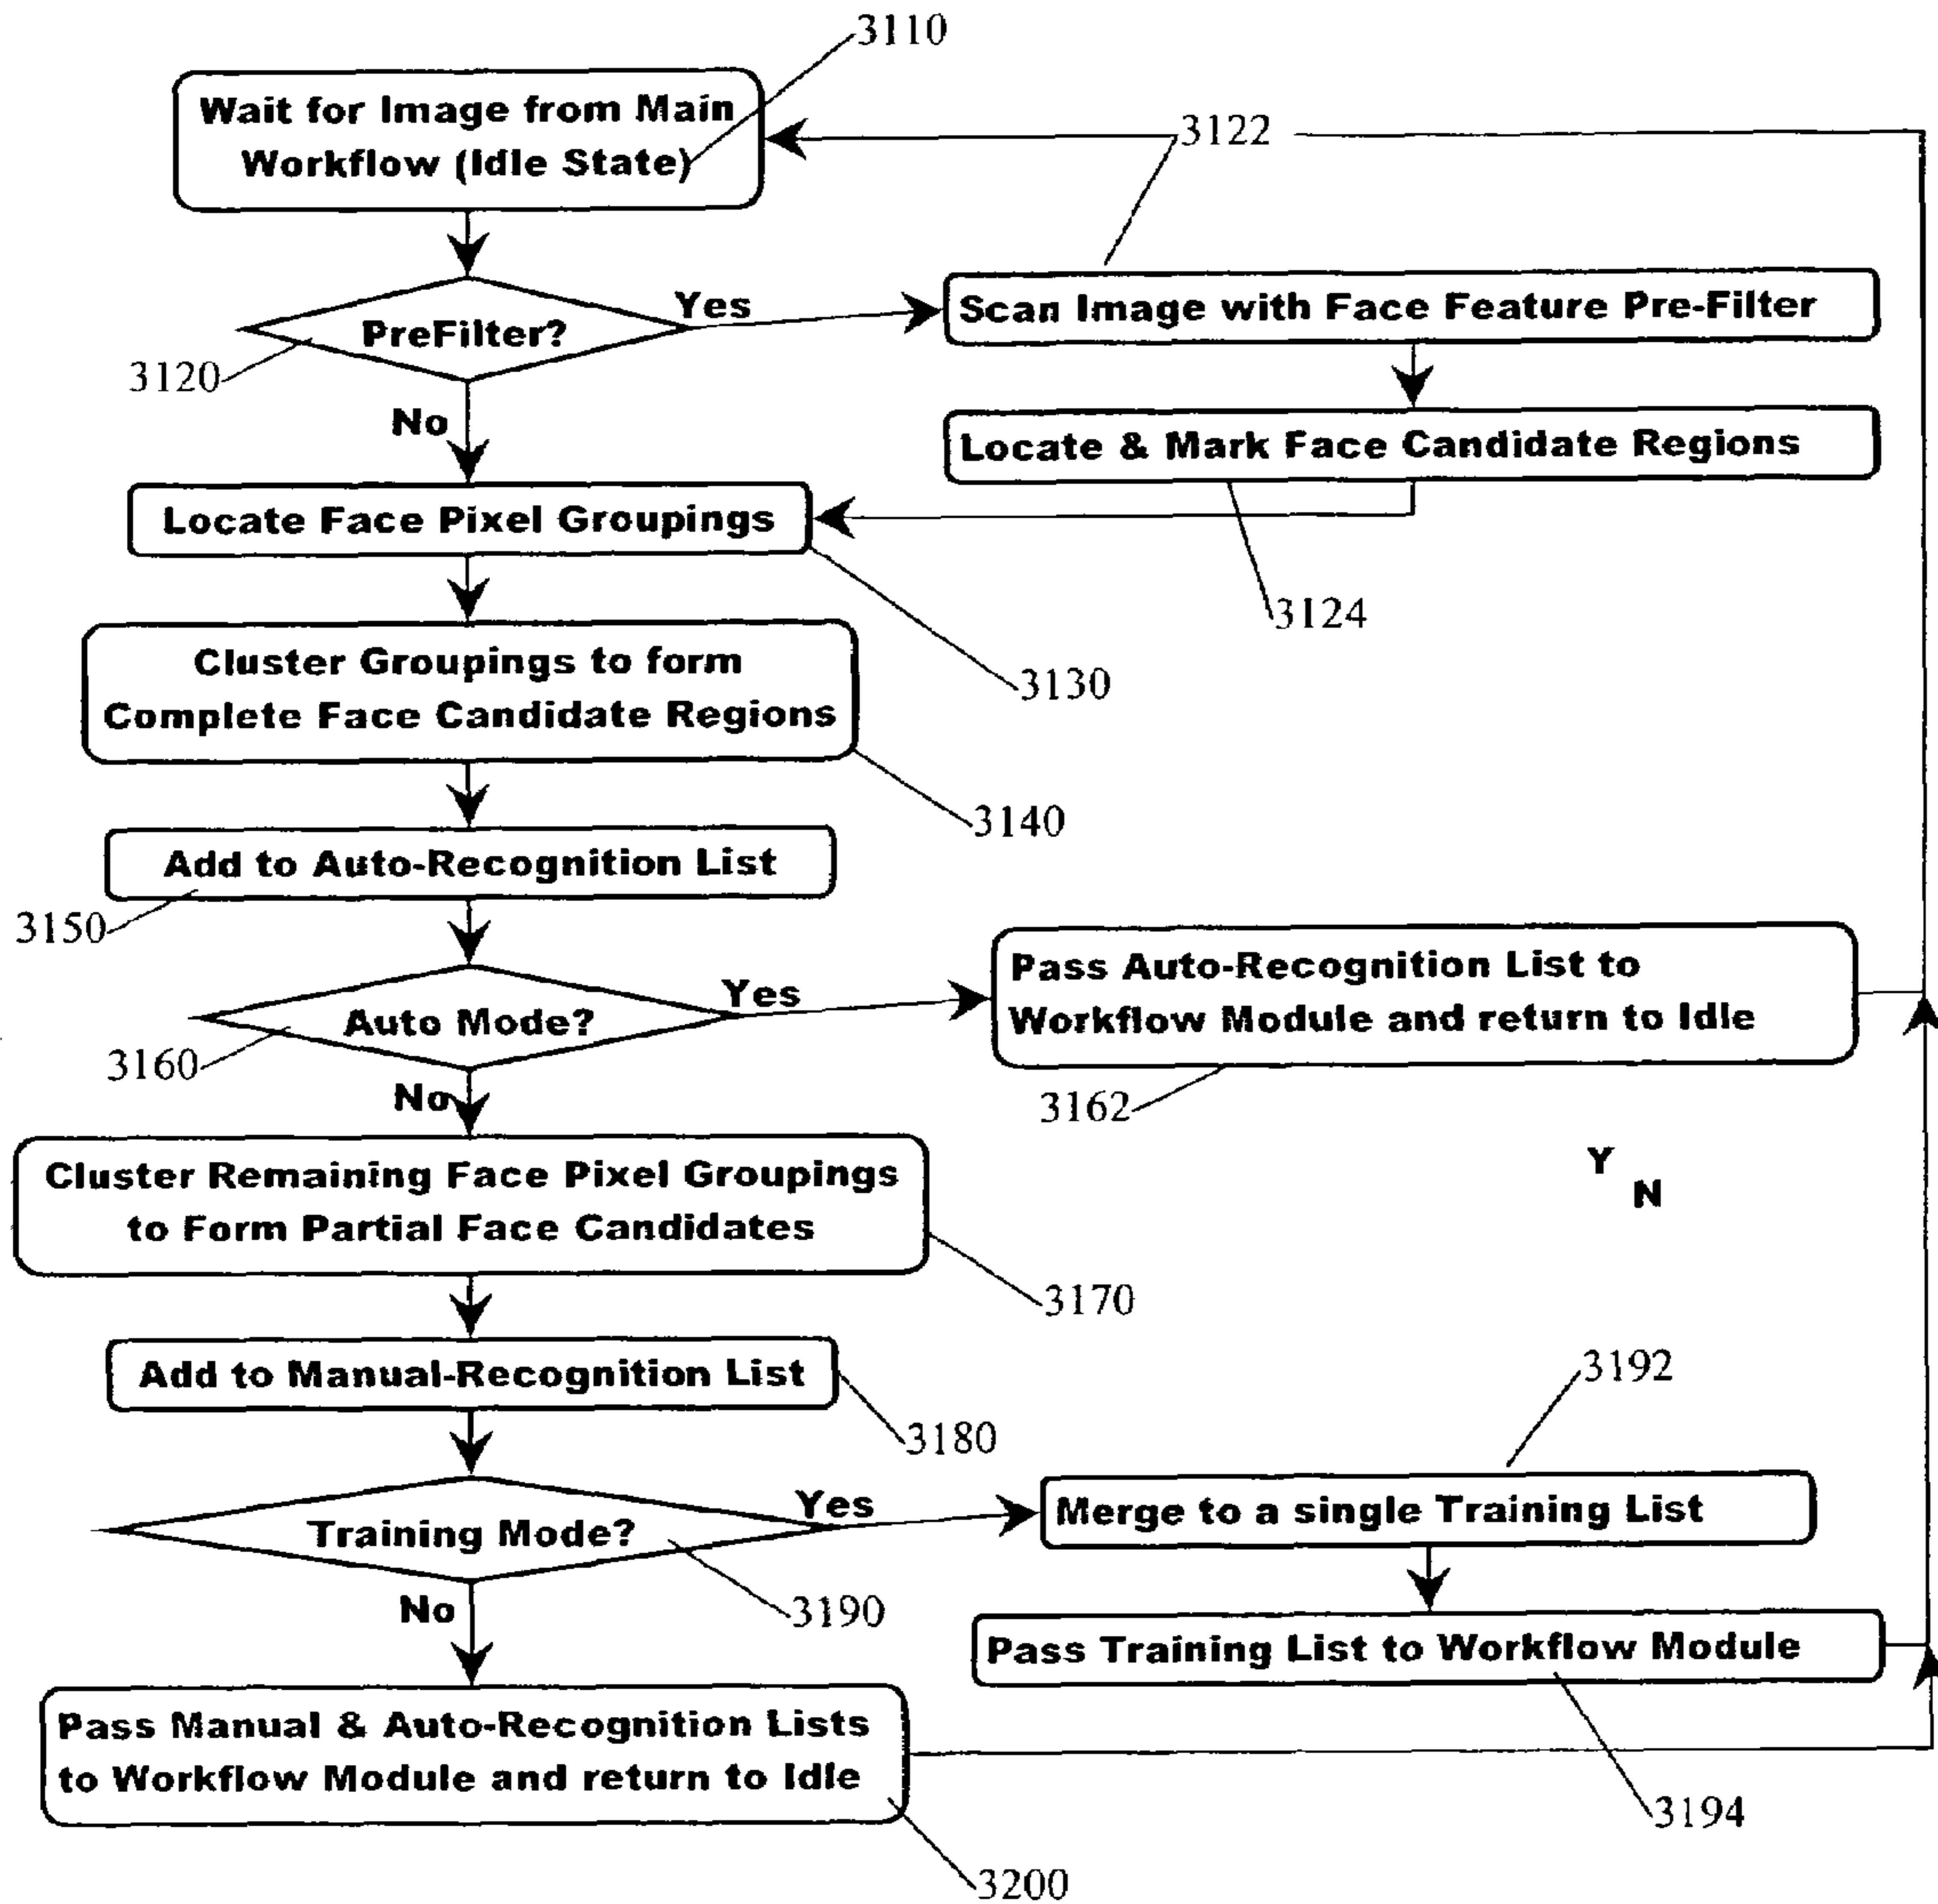 3110
Wait for Image from Main
Workflow (Idle State)
3122
PreFilter?
Yes
3120
No
Scan Image with Face Feature Pre-Filter
Locate & Mark Face Candidate Regions
3124
Locate Face Pixel Groupings
3130
Cluster Groupings to form
Complete Face Candidate Regions
3140
Add to Auto-Recognition List
3150
Auto Mode?
Yes
3160
No
Pass Auto-Recognition List to
Workflow Module and return to Idle
3162
Y
N
Cluster Remaining Face Pixel Groupings
to Form Partial Face Candidates
3170
Add to Manual-Recognition List
3180
3192
Training Mode?
Yes
3190
No
Merge to a single Training List
Pass Training List to Workflow Module
3194
Pass Manual & Auto-Recognition Lists
to Workflow Module and return to Idle
3200